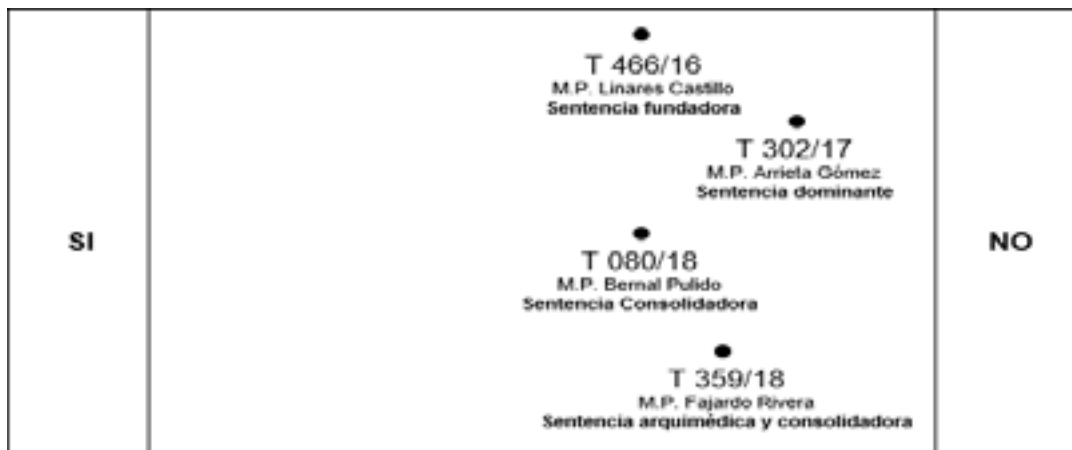 T 466/16
M.P. Linares Castillo
Sentencia fundadora
T 302/17
M.P. Arrieta Gómez
Sentencia dominante
SI
NO
T 080/18
M.P. Bernal Pulido
Sentencia Consolidadora
T 359/18
M.P. Fajardo Rivera
Sentencia arquimédica y consolidadora